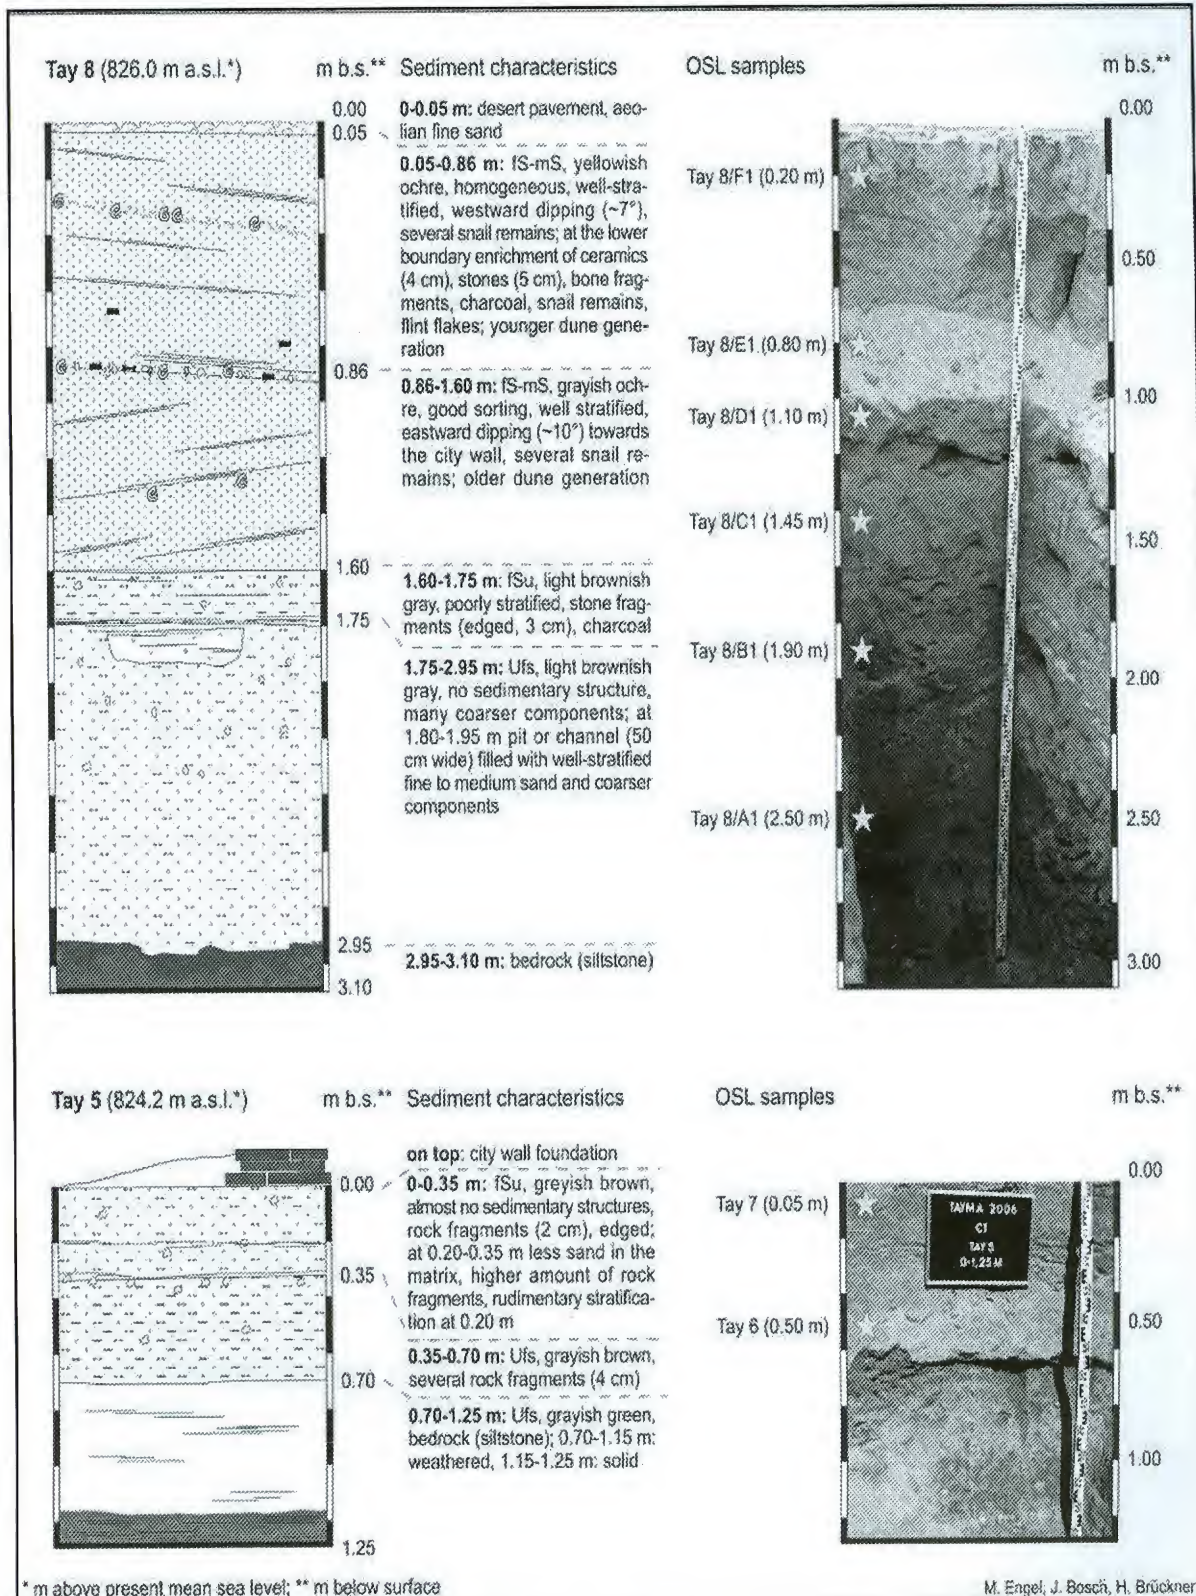 Tay 8 (826.0 m a.s.l.*)
m b.s.**
Sediment characteristics
OSL samples
m b.s.**
0.00
0.05
0.86
1.60
1.75
2.95
3.10
0-0.05 m: desert pavement, aeo-
lian fine sand
0.05-0.86 m: fS-mS, yellowish
ochre, homogeneous, well-stra-
tified, westward dipping (~7°),
several snail remains; at the lower
boundary enrichment of ceramics
(4 cm), stones (5 cm), bone frag-
ments, charcoal, snail remains,
flint flakes; younger dune gene-
ration
0.86-1.60 m: fS-mS, grayish och-
re, good sorting, well stratified,
eastward dipping (~10°) towards
the city wall, several snail re-
mains; older dune generation
1.60-1.75 m: fSu, light brownish
gray, poorly stratified, stone frag-
ments (edged, 3 cm), charcoal
1.75-2.95 m: Ufs, light brownish
gray, no sedimentary structure,
many coarser components; at
1.80-1.95 m pit or channel (50
cm wide) filled with well-stratified
fine to medium sand and coarser
components
2.95-3.10 m: bedrock (siltstone)
Tay 8/F1 (0.20 m)
Tay 8/E1 (0.80 m)
Tay 8/D1 (1.10 m)
Tay 8/C1 (1.45 m)
Tay 8/B1 (1.90 m)
Tay 8/A1 (2.50 m)
0.00
0.50
1.00
1.50
2.00
2.50
3.00
Tay 5 (824.2 m a.s.l.*)
m b.s.**
Sediment characteristics
OSL samples
m b.s.**
0.00
0.35
0.70
1.25
on top: city wall foundation
0-0.35 m: fSu, greyish brown,
almost no sedimentary structures,
rock fragments (2 cm), edged;
at 0.20-0.35 m less sand in the
matrix, higher amount of rock
fragments, rudimentary stratifica-
tion at 0.20 m
0.35-0.70 m: Ufs, grayish brown,
several rock fragments (4 cm)
0.70-1.25 m: Ufs, grayish green,
bedrock (siltstone); 0.70-1.15 m:
weathered, 1.15-1.25 m: solid
Tay 7 (0.05 m)
Tay 6 (0.50 m)
TAYMA 2006
C1
TAY 5
0-1,25 M
0.00
0.50
1.00
* m above present mean sea level; ** m below surface
M. Engel, J. Bosch, H. Brückner